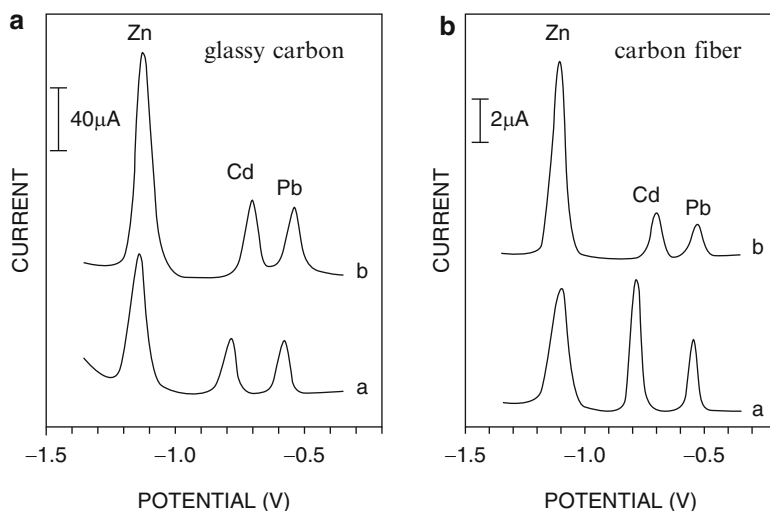 a
glassy carbon
Zn
40μA
Cd
Pb
b
a
CURRENT
–1.5
–1.0
–0.5
POTENTIAL (V)
b
carbon fiber
Zn
2μA
Cd
Pb
b
a
CURRENT
–1.5
–1.0
–0.5
POTENTIAL (V)